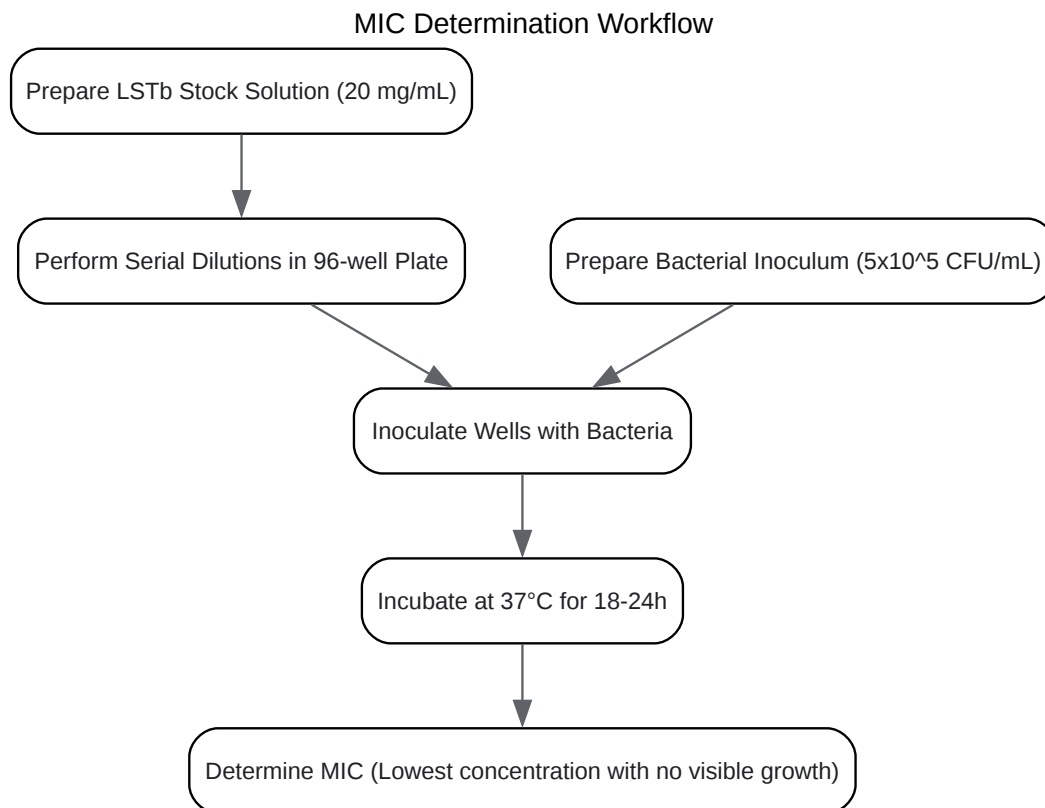 MIC Determination Workflow
Prepare LSTb Stock Solution (20 mg/mL)
Perform Serial Dilutions in 96-well Plate
Prepare Bacterial Inoculum (5x10^5 CFU/mL)
Inoculate Wells with Bacteria
Incubate at 37°C for 18-24h
Determine MIC (Lowest concentration with no visible growth)